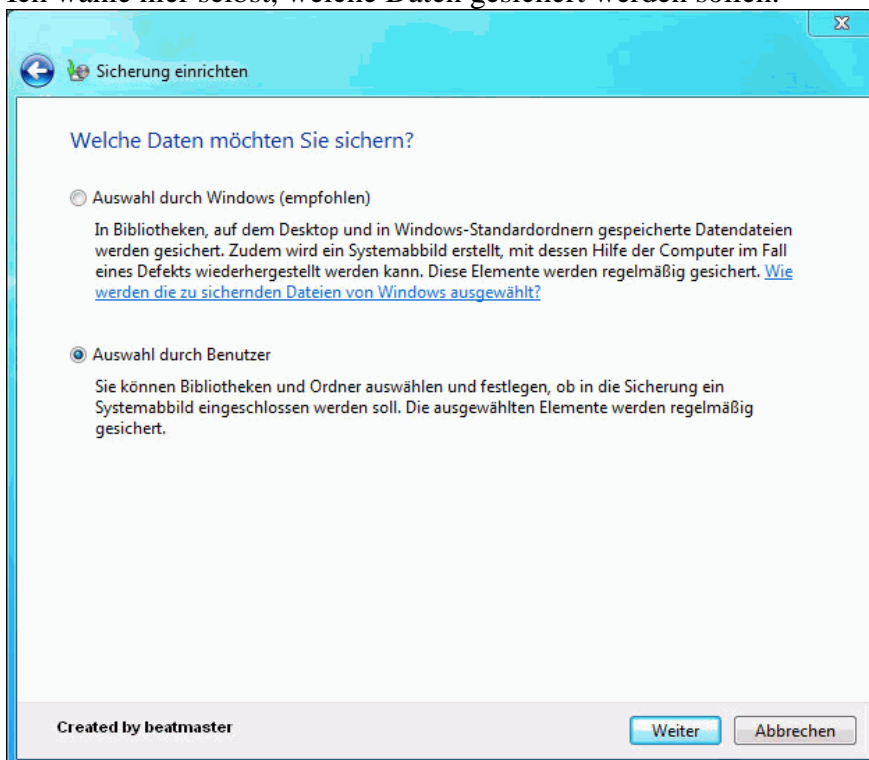 Ich wähle hier selbst, welche Daten gesichert werden sollen.
Sicherung einrichten
Welche Daten möchten Sie sichern?
Auswahl durch Windows (empfohlen)
In Bibliotheken, auf dem Desktop und in Windows-Standardordnern gespeicherte Datendateien
werden gesichert. Zudem wird ein Systemabbild erstellt, mit dessen Hilfe der Computer im Fall
eines Defekts wiederhergestellt werden kann. Diese Elemente werden regelmäßig gesichert. Wie
werden die zu sichernden Dateien von Windows ausgewählt?
Auswahl durch Benutzer
Sie können Bibliotheken und Ordner auswählen und festlegen, ob in die Sicherung ein
Systemabbild eingeschlossen werden soll. Die ausgewählten Elemente werden regelmäßig
gesichert.
Created by beatmaster
Weiter Abbrechen